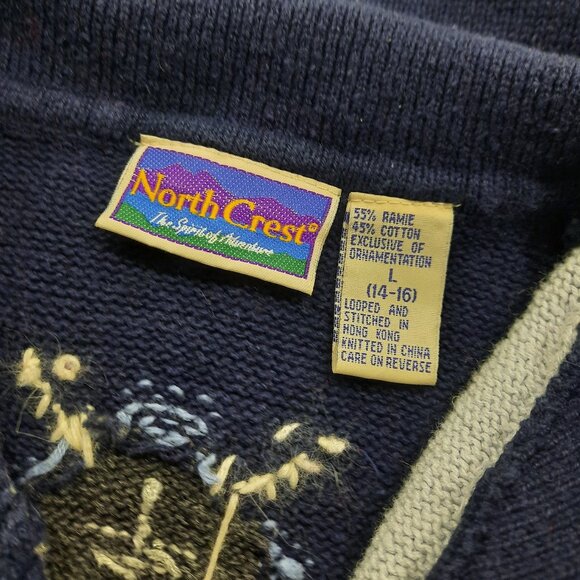 North Crest®
The Spirit of Adventure
55% RAMIE
45% COTTON
EXCLUSIVE OF
ORNAMENTATION
L
(14-16)
LOOPED AND
STITCHED IN
HONG KONG
KNITTED IN CHINA
CARE ON REVERSE